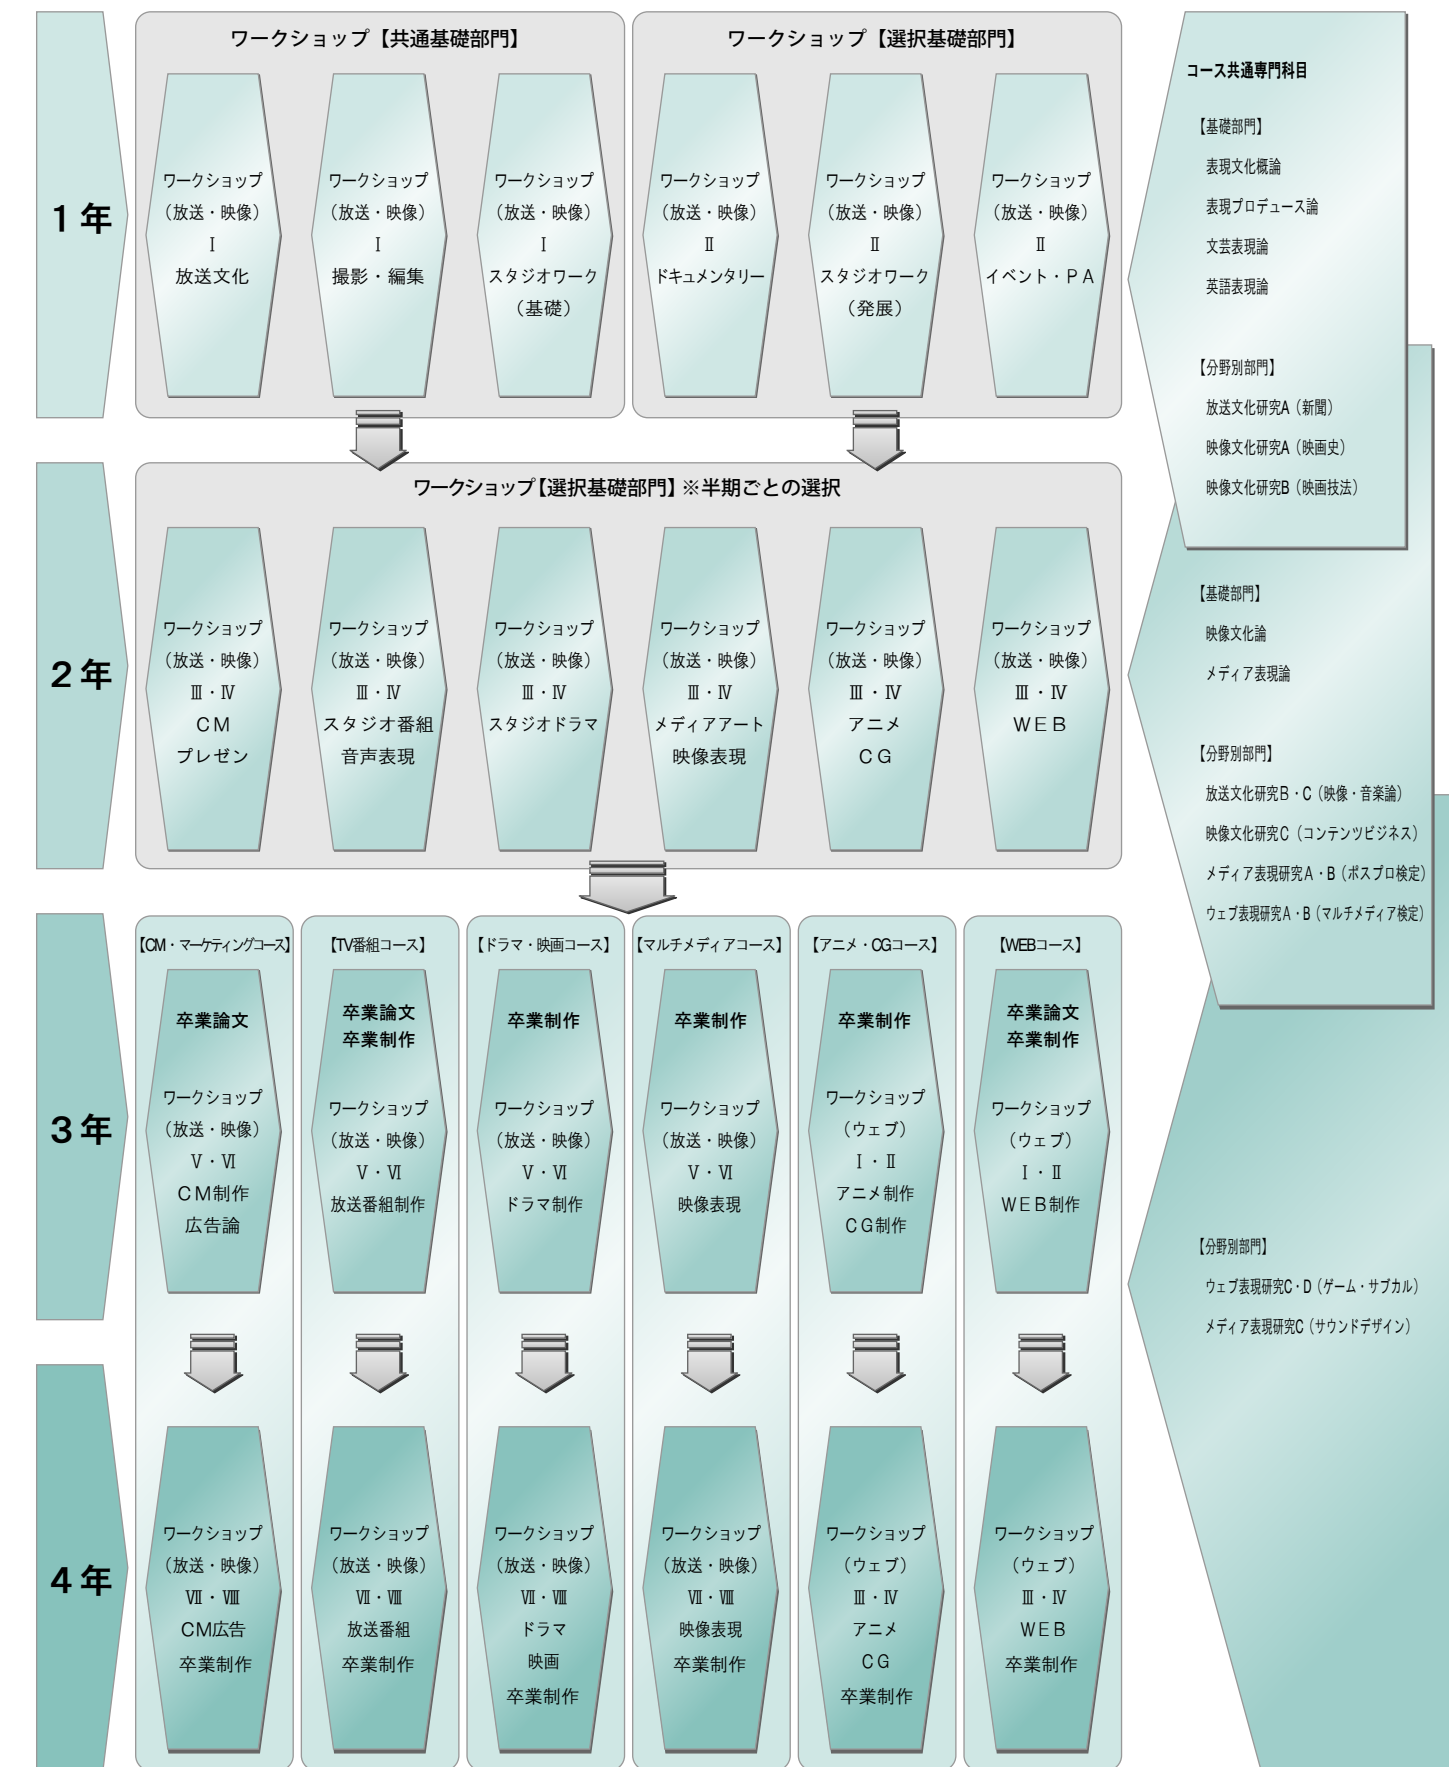 1年
ワークショップ【共通基礎部門】
ワークショップ
(放送・映像)
Ⅰ
放送文化
ワークショップ
(放送・映像)
Ⅰ
撮影・編集
ワークショップ
(放送・映像)
Ⅰ
スタジオワーク
(基礎)
ワークショップ【選択基礎部門】
ワークショップ
(放送・映像)
Ⅱ
ドキュメンタリー
ワークショップ
(放送・映像)
Ⅱ
スタジオワーク
(発展)
ワークショップ
(放送・映像)
Ⅱ
イベント・PA
2年
ワークショップ【選択基礎部門】※半期ごとの選択
ワークショップ
(放送・映像)
Ⅲ・Ⅳ
CM
プレゼン
ワークショップ
(放送・映像)
Ⅲ・Ⅳ
スタジオ番組
音声表現
ワークショップ
(放送・映像)
Ⅲ・Ⅳ
スタジオドラマ
ワークショップ
(放送・映像)
Ⅲ・Ⅳ
メディアアート
映像表現
ワークショップ
(放送・映像)
Ⅲ・Ⅳ
アニメ
CG
ワークショップ
(放送・映像)
Ⅲ・Ⅳ
WEB
3年
【CM・マーケティングコース】
卒業論文
ワークショップ
(放送・映像)
Ⅴ・Ⅵ
CM制作
広告論
【TV番組コース】
卒業論文
卒業制作
ワークショップ
(放送・映像)
Ⅴ・Ⅵ
放送番組制作
【ドラマ・映画コース】
卒業制作
ワークショップ
(放送・映像)
Ⅴ・Ⅵ
ドラマ制作
【マルチメディアコース】
卒業制作
ワークショップ
(放送・映像)
Ⅴ・Ⅵ
映像表現
【アニメ・CGコース】
卒業制作
ワークショップ
(ウェブ)
Ⅰ・Ⅱ
アニメ制作
CG制作
【WEBコース】
卒業論文
卒業制作
ワークショップ
(ウェブ)
Ⅰ・Ⅱ
WEB制作
4年
ワークショップ
(放送・映像)
Ⅶ・Ⅷ
CM広告
卒業制作
ワークショップ
(放送・映像)
Ⅶ・Ⅷ
放送番組
卒業制作
ワークショップ
(放送・映像)
Ⅶ・Ⅷ
ドラマ
映画
卒業制作
ワークショップ
(放送・映像)
Ⅶ・Ⅷ
映像表現
卒業制作
ワークショップ
(ウェブ)
Ⅲ・Ⅳ
アニメ
CG
卒業制作
ワークショップ
(ウェブ)
Ⅲ・Ⅳ
WEB
卒業制作
コース共通専門科目
【基礎部門】
表現文化概論
表現プロデュース論
文芸表現論
英語表現論
【分野別部門】
放送文化研究A(新聞)
映像文化研究A(映画史)
映像文化研究B(映画技法)
【基礎部門】
映像文化論
メディア表現論
【分野別部門】
放送文化研究B・C(映像・音楽論)
映像文化研究C(コンテンツビジネス)
メディア表現研究A・B(ポスプロ検定)
ウェブ表現研究A・B(マルチメディア検定)
【分野別部門】
ウェブ表現研究C・D(ゲーム・サブカル)
メディア表現研究C(サウンドデザイン)